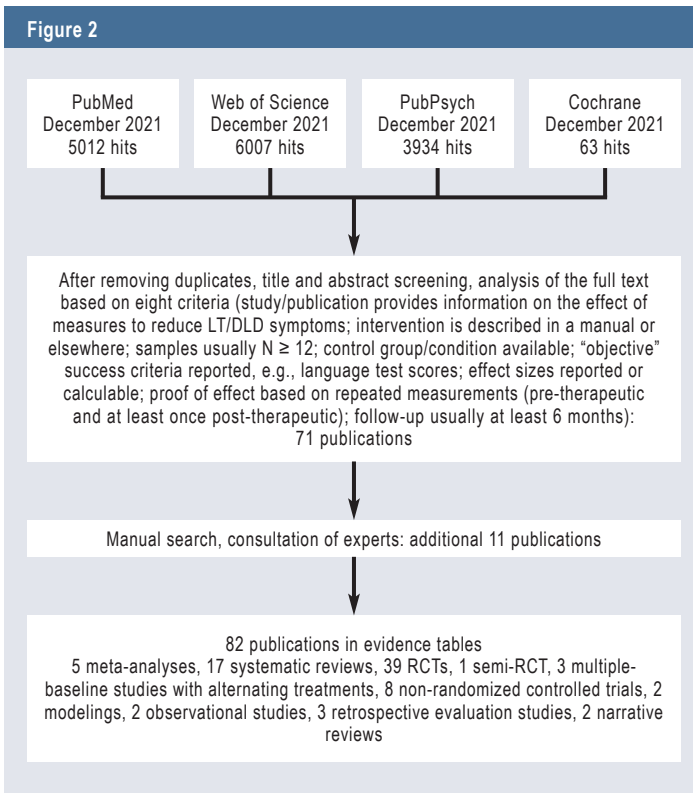 Figure 2
PubMed
December 2021
5012 hits
Web of Science
December 2021
6007 hits
PubPsych
December 2021
3934 hits
Cochrane
December 2021
63 hits
After removing duplicates, title and abstract screening, analysis of the full text
based on eight criteria (study/publication provides information on the effect of
measures to reduce LT/DLD symptoms; intervention is described in a manual or
elsewhere; samples usually N ≥ 12; control group/condition available; “objective”
success criteria reported, e.g., language test scores; effect sizes reported or
calculable; proof of effect based on repeated measurements (pre-therapeutic
and at least once post-therapeutic); follow-up usually at least 6 months):
71 publications
Manual search, consultation of experts: additional 11 publications
82 publications in evidence tables
5 meta-analyses, 17 systematic reviews, 39 RCTs, 1 semi-RCT, 3 multiple-
baseline studies with alternating treatments, 8 non-randomized controlled trials, 2
modelings, 2 observational studies, 3 retrospective evaluation studies, 2 narrative
reviews